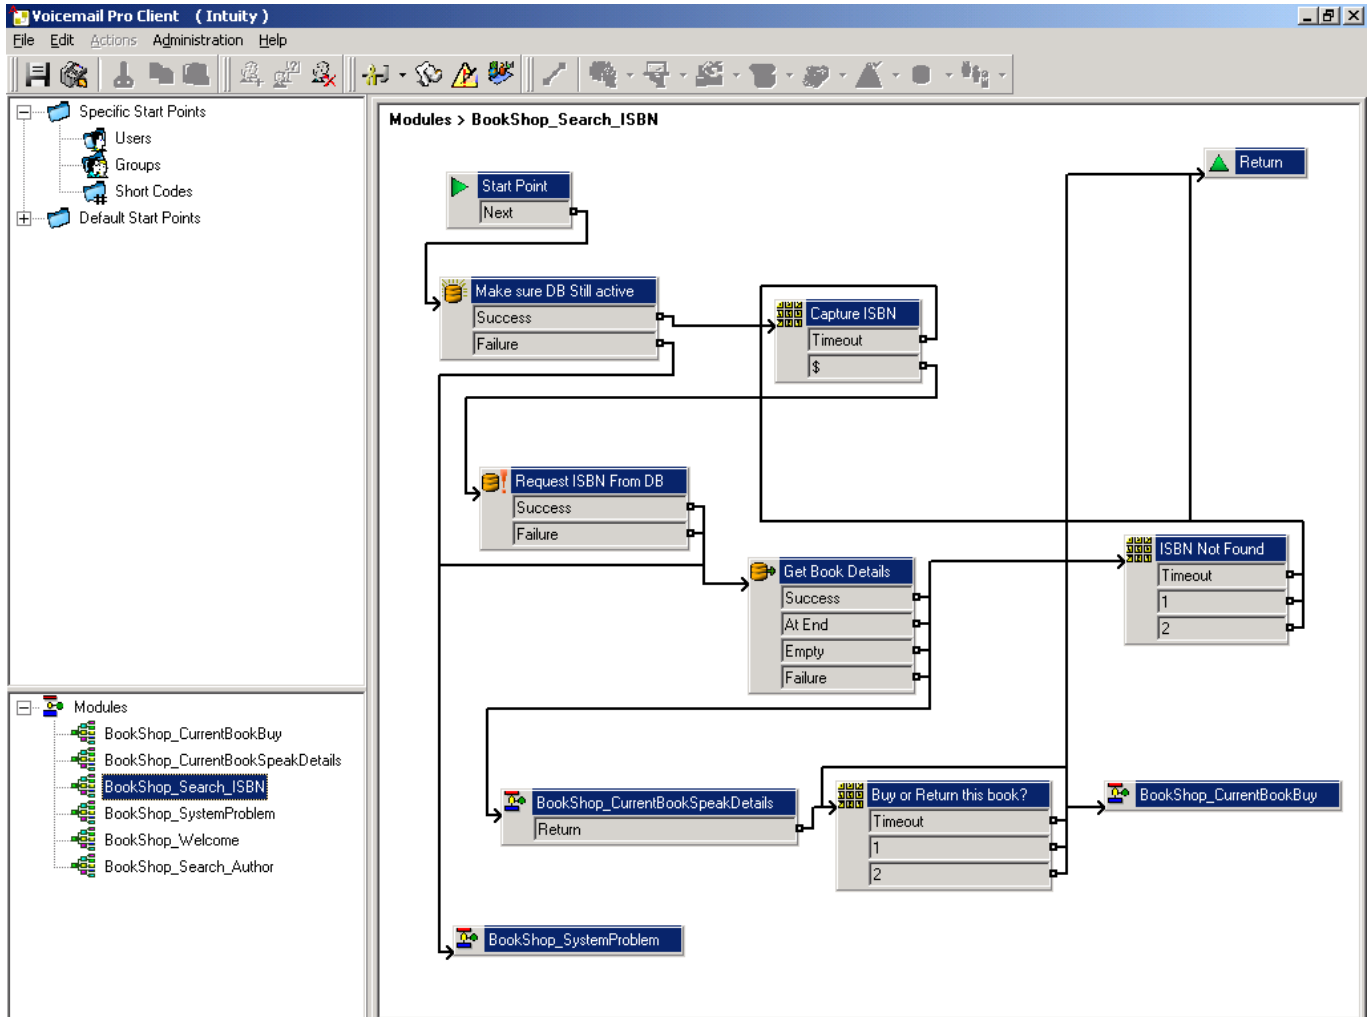 Voicemail Pro Client   ( Intuity )
File Edit Actions Administration Help
Specific Start Points
Users
Groups
Short Codes
Default Start Points
Modules
BookShop_CurrentBookBuy
BookShop_CurrentBookSpeakDetails
BookShop_Search_ISBN
BookShop_SystemProblem
BookShop_Welcome
BookShop_Search_Author
Modules > BookShop_Search_ISBN
Return
Start Point
Next
Make sure DB Still active
Success
Failure
Capture ISBN
Timeout
$
Request ISBN From DB
Success
Failure
ISBN Not Found
Timeout
1
2
Get Book Details
Success
At End
Empty
Failure
BookShop_CurrentBookSpeakDetails
Return
Buy or Return this book?
Timeout
1
2
BookShop_CurrentBookBuy
BookShop_SystemProblem